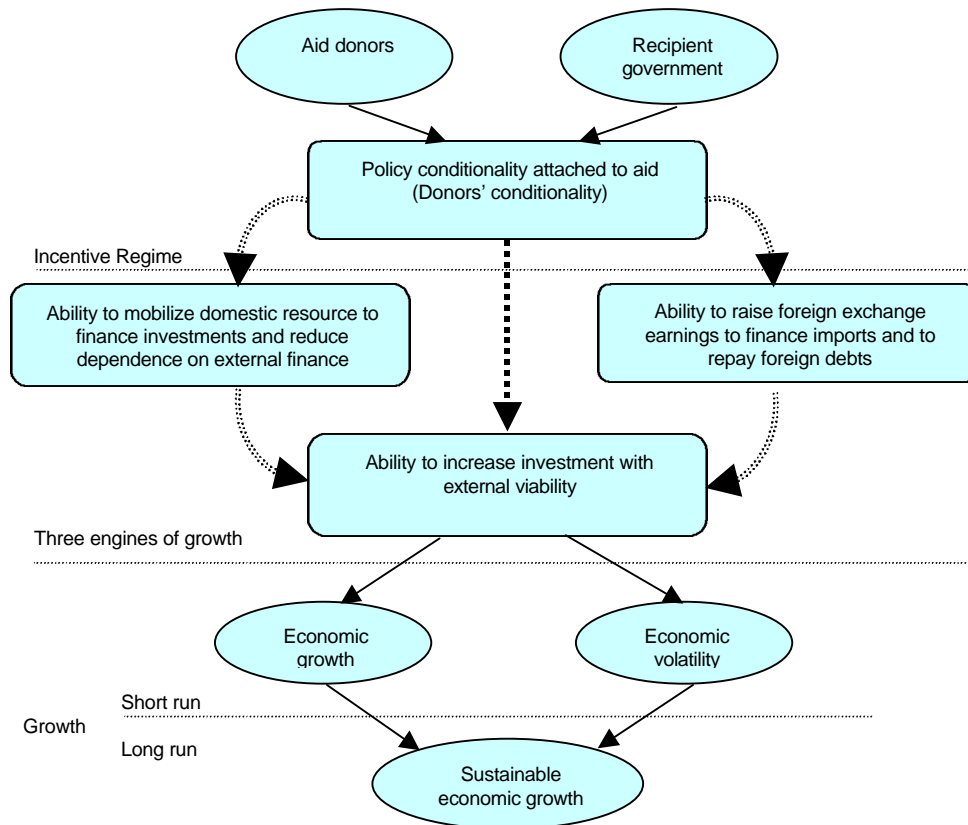 Aid donors
Recipient
government
Policy conditionality attached to aid
(Donors’ conditionality)
Incentive Regime
Ability to mobilize domestic resource to
finance investments and reduce
dependence on external finance
Ability to raise foreign exchange
earnings to finance imports and to
repay foreign debts
Ability to increase investment with
external viability
Three engines of growth
Economic
growth
Economic
volatility
Short run
Growth
Long run
Sustainable
economic growth